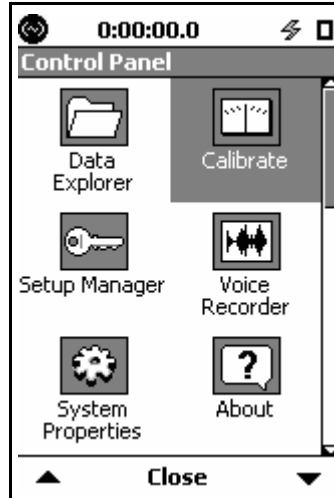 0:00:00.0
Control Panel
Data
Explorer
Calibrate
Setup Manager
Voice
Recorder
System
Properties
?
About
Close